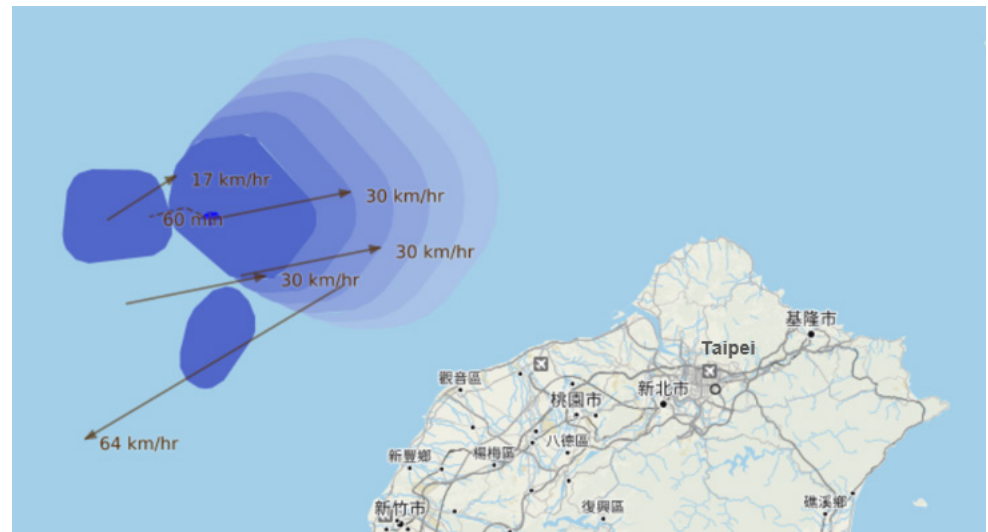 17 km/hr
30 km/hr
60 min
30 km/hr
30 km/hr
64 km/hr
基隆市
Taipei
觀音區
新北市
桃園市
八德區
楊梅區
新豐鄉
新竹市
復興區
礁溪鄉